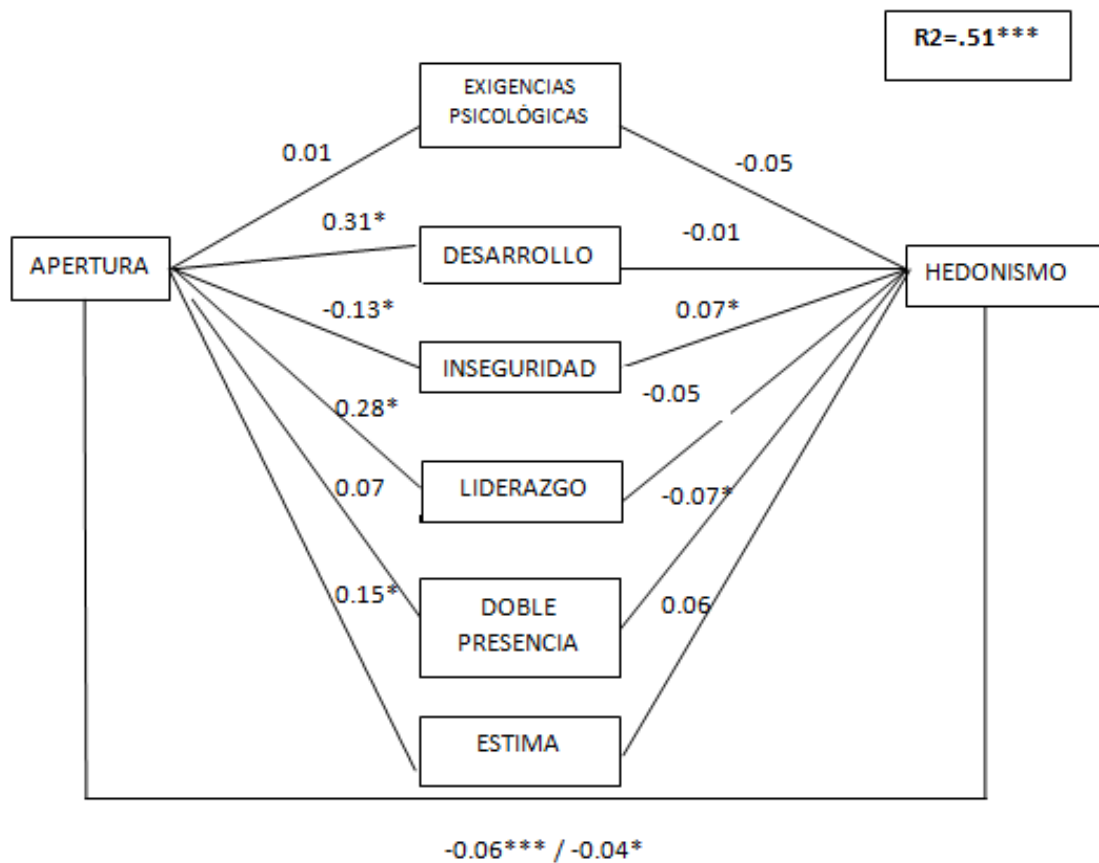 R2=.51***
EXIGENCIAS
PSICOLÓGICAS
0.01
-0.05
0.31*
-0.01
APERTURA
DESARROLLO
HEDONISMO
-0.13*
0.07*
INSEGURIDAD
0.28*
-0.05
LIDERAZGO
0.07
-0.07*
DOBLE
PRESENCIA
0.15*
0.06
ESTIMA
-0.06*** / -0.04*